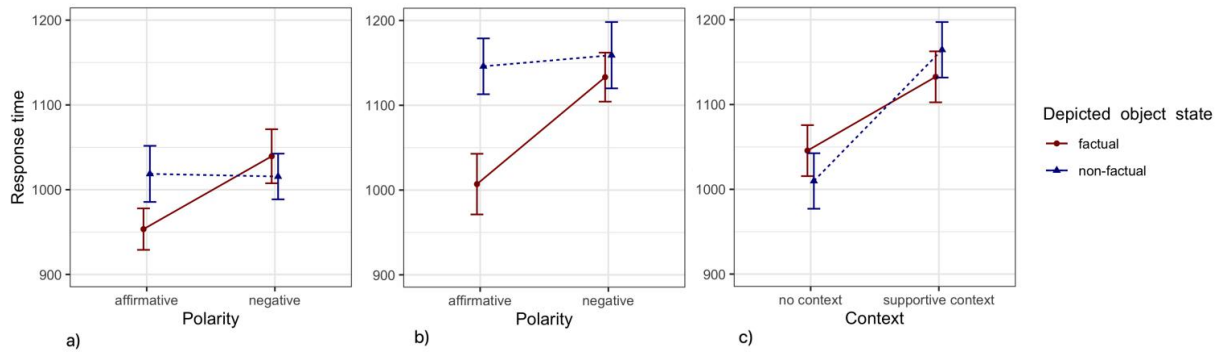 1200
1100
1000
900
Response time
affirmative negative
Polarity
a)
1200
1100
1000
900
affirmative negative
Polarity
b)
1200
1100
1000
900
no context supportive context
Context
c)
Depicted object state
factual
non-factual